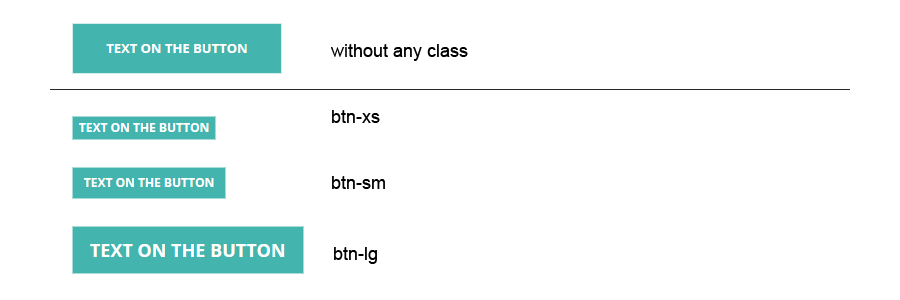 TEXT ON THE BUTTON without any class
TEXT ON THE BUTTON btn-xs
TEXT ON THE BUTTON btn-sm
TEXT ON THE BUTTON btn-lg